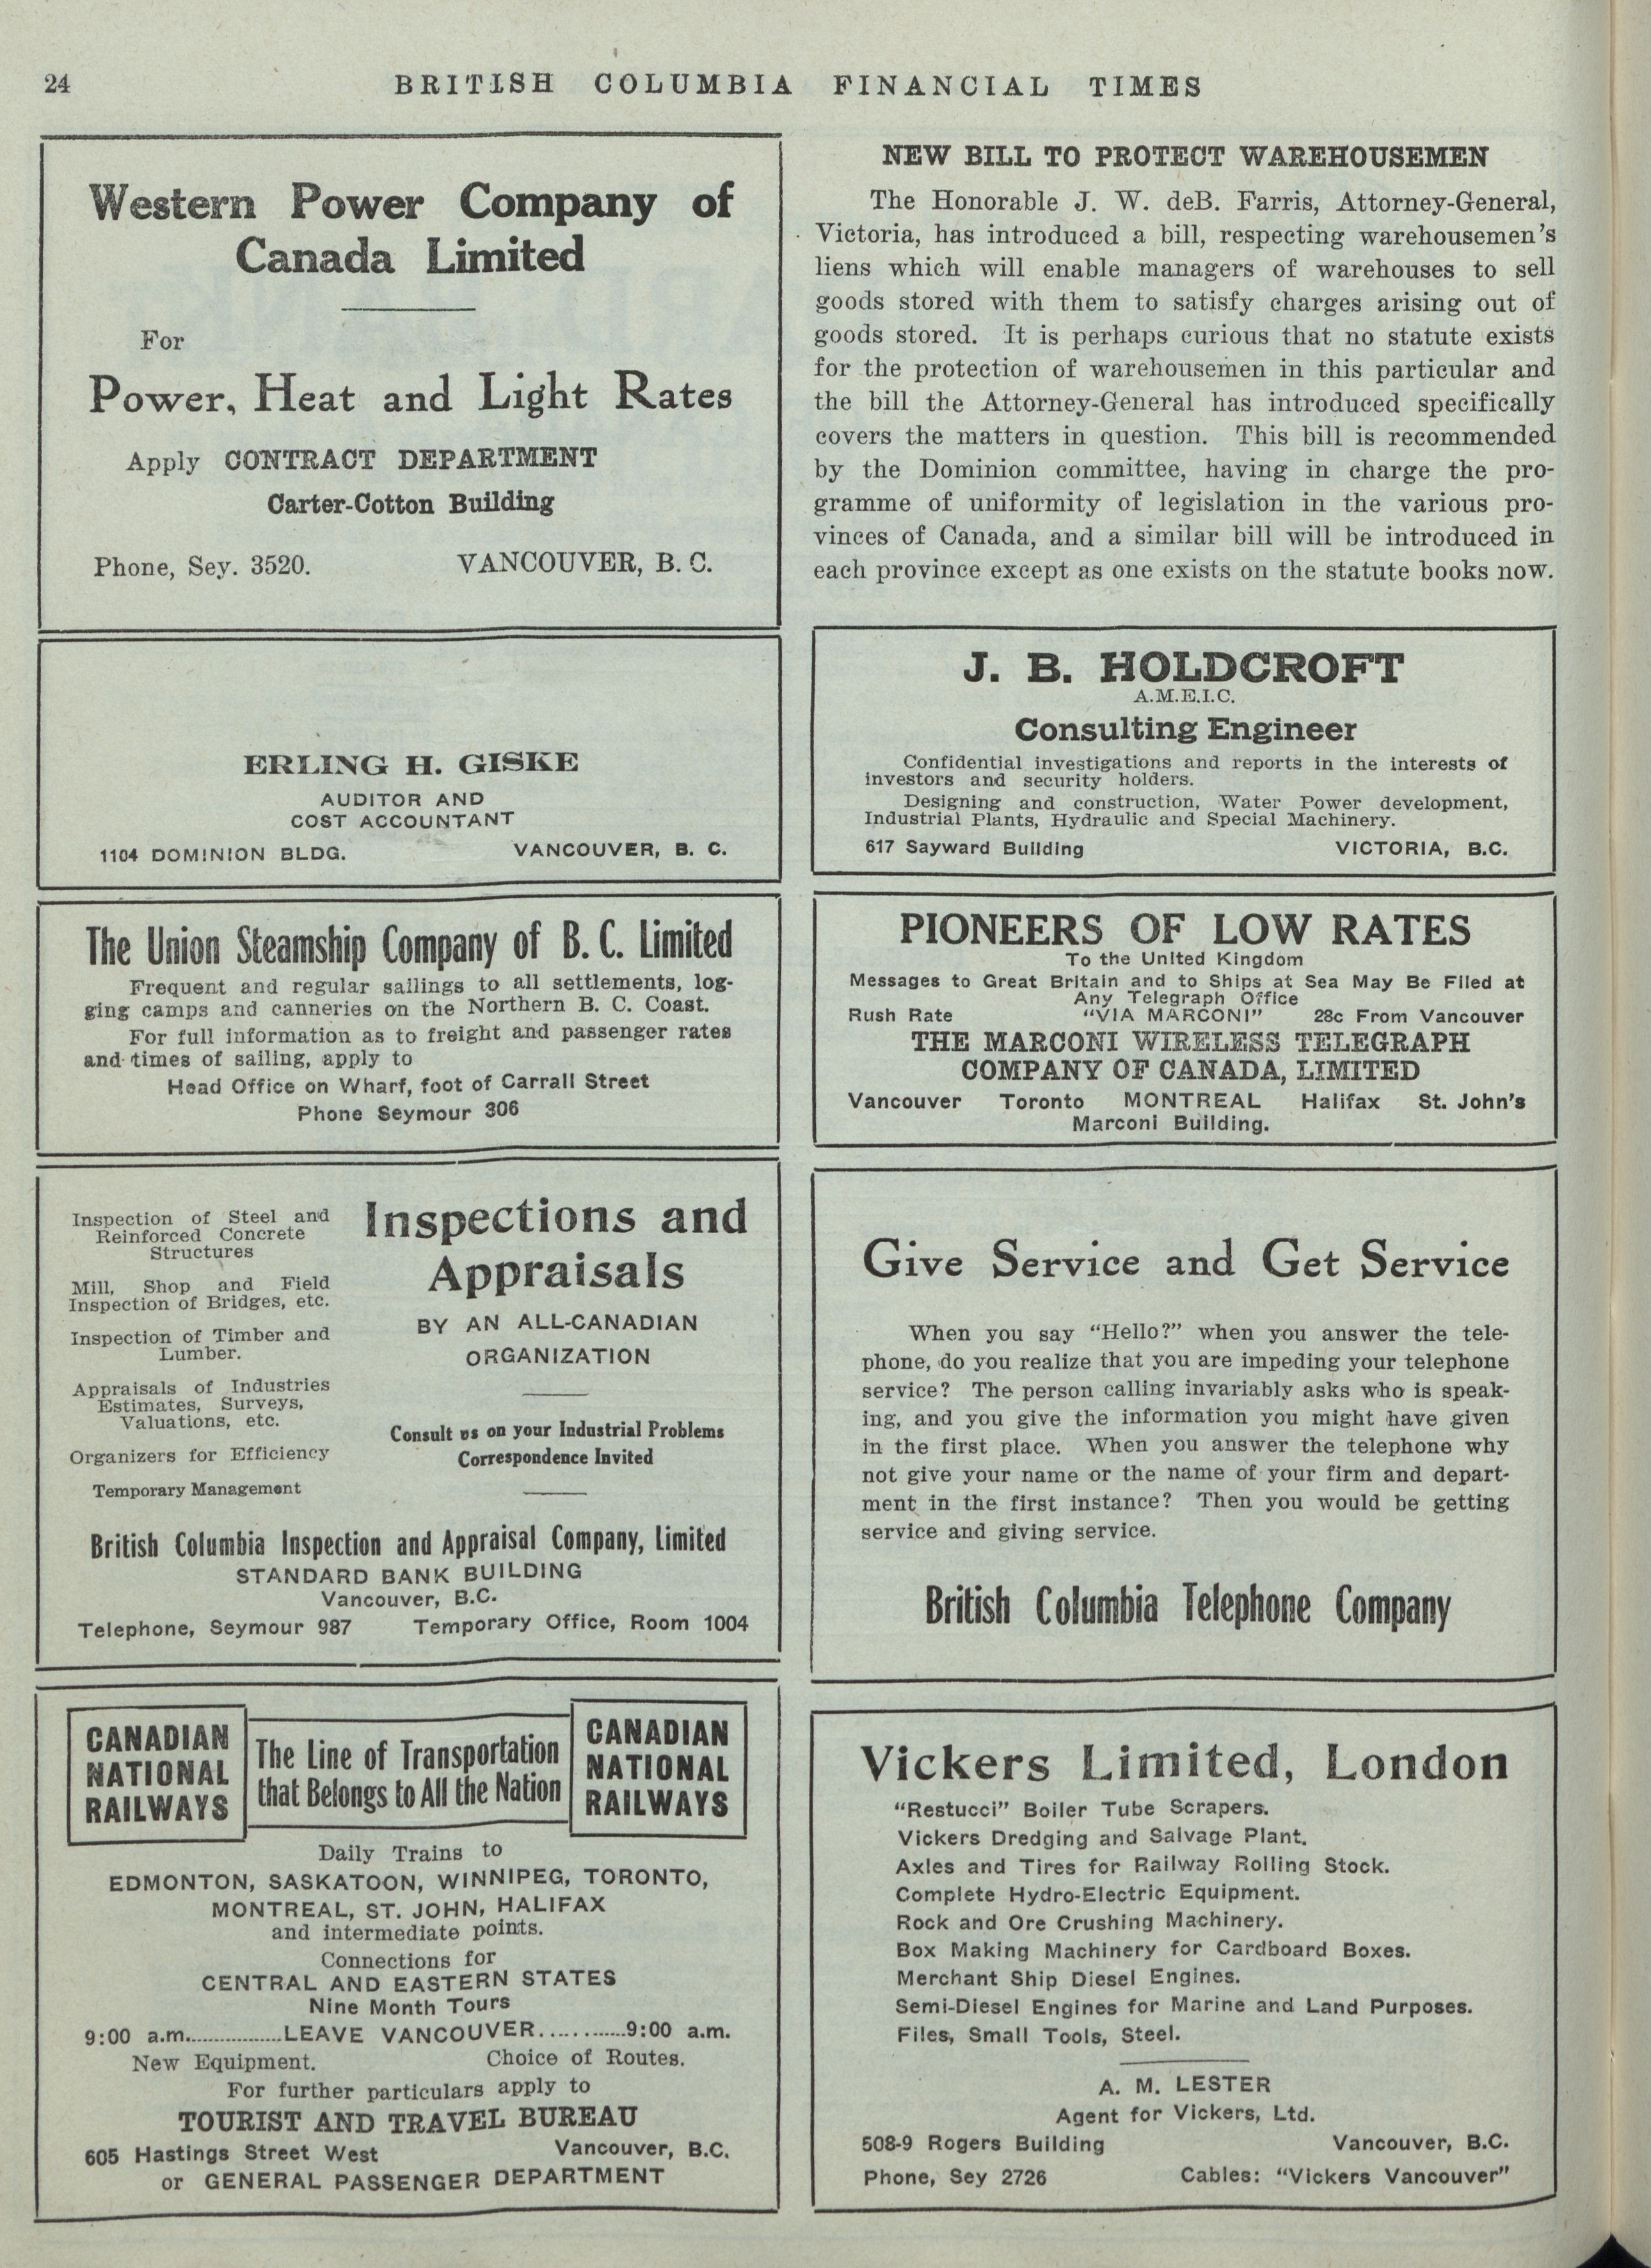 24
BRITISH COLUMBIA FINANCIAL TIMES
Western Power Company of
Canada Limited
For
Power, Heat and Light Rates
Apply CONTRACT DEPARTMENT
Carter-Cotton Building
Phone, Sey. 3520. VANCOUVER, B. C.
ERLING H. GISKE
AUDITOR AND
COST ACCOUNTANT
1104 DOMINION BLDG. VANCOUVER, B. C.
The Union Steamship Company of B. C. Limited
Frequent and regular sailings to all settlements, log-
ging camps and canneries on the Northern B. C. Coast.
For full information as to freight and passenger rates
and times of sailing, apply to
Head Office on Wharf, foot of Carrall Street
Phone Seymour 306
Inspection of Steel and
Reinforced Concrete
Structures
Mill, Shop and Field
Inspection of Bridges, etc.
Inspection of Timber and
Lumber.
Appraisals of Industries
Estimates, Surveys,
Valuations, etc.
Organizers for Efficiency
Temporary Management
Inspections and
Appraisals
BY AN ALL-CANADIAN
ORGANIZATION
Consult us on your Industrial Problems
Correspondence Invited
British Columbia Inspection and Appraisal Company, Limited
STANDARD BANK BUILDING
Vancouver, B.C.
Telephone, Seymour 987 Temporary Office, Room 1004
CANADIAN
NATIONAL
RAILWAYS
The Line of Transportation
that Belongs to All the Nation
CANADIAN
NATIONAL
RAILWAYS
Daily Trains to
EDMONTON, SASKATOON, WINNIPEG, TORONTO,
MONTREAL, ST. JOHN, HALIFAX
and intermediate points.
Connections for
CENTRAL AND EASTERN STATES
Nine Month Tours
9:00 a.m.................LEAVE VANCOUVER.............9:00 a.m.
New Equipment. Choice of Routes.
For further particulars apply to
TOURIST AND TRAVEL BUREAU
605 Hastings Street West Vancouver, B.C.
or GENERAL PASSENGER DEPARTMENT
NEW BILL TO PROTECT WAREHOUSEMEN
The Honorable J. W. deB. Farris, Attorney-General,
Victoria, has introduced a bill, respecting warehousemen's
liens which will enable managers of warehouses to sell
goods stored with them to satisfy charges arising out of
goods stored. It is perhaps curious that no statute exists
for the protection of warehousemen in this particular and
the bill the Attorney-General has introduced specifically
covers the matters in question. This bill is recommended
by the Dominion committee, having in charge the pro-
gramme of uniformity of legislation in the various pro-
vinces of Canada, and a similar bill will be introduced in
each province except as one exists on the statute books now.
J. B. HOLDCROFT
A.M.E.I.C.
Consulting Engineer
Confidential investigations and reports in the interests of
investors and security holders.
Designing and construction, Water Power development,
Industrial Plants, Hydraulic and Special Machinery.
617 Sayward Building VICTORIA, B.C.
PIONEERS OF LOW RATES
To the United Kingdom
Messages to Great Britain and to Ships at Sea May Be Filed at
Any Telegraph Office
Rush Rate "VIA MARCONI" 28c From Vancouver
THE MARCONI WIRELESS TELEGRAPH
COMPANY OF CANADA, LIMITED
Vancouver Toronto MONTREAL Halifax St. John's
Marconi Building.
Give Service and Get Service
When you say "Hello?" when you answer the tele-
phone, do you realize that you are impeding your telephone
service? The person calling invariably asks who is speak-
ing, and you give the information you might have given
in the first place. When you answer the telephone why
not give your name or the name of your firm and depart-
ment in the first instance? Then you would be getting
service and giving service.
British Columbia Telephone Company
Vickers Limited, London
"Restucci" Boiler Tube Scrapers.
Vickers Dredging and Salvage Plant.
Axles and Tires for Railway Rolling Stock.
Complete Hydro-Electric Equipment.
Rock and Ore Crushing Machinery.
Box Making Machinery for Cardboard Boxes.
Merchant Ship Diesel Engines.
Semi-Diesel Engines for Marine and Land Purposes.
Files, Small Tools, Steel.
A. M. LESTER
Agent for Vickers, Ltd.
508-9 Rogers Building Vancouver, B.C.
Phone, Sey 2726 Cables: "Vickers Vancouver"